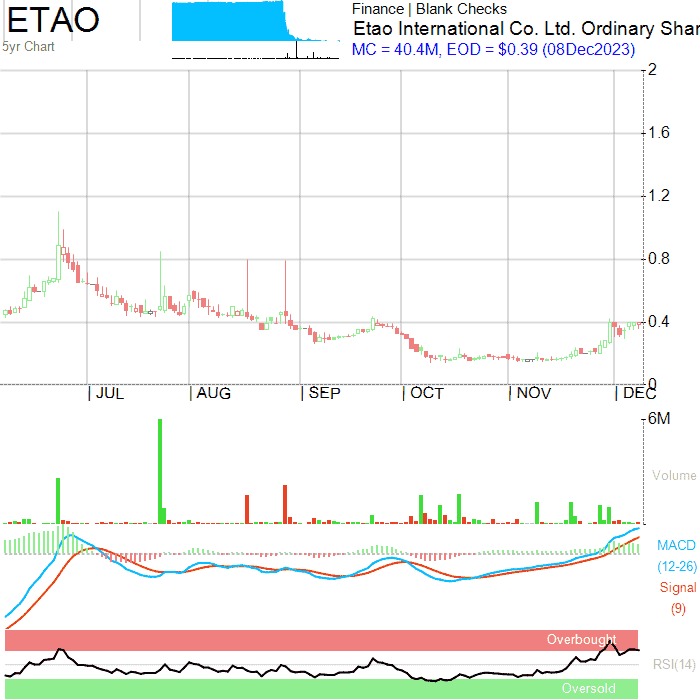 ETAO
5yr Chart
Finance | Blank Checks
Etao International Co. Ltd. Ordinary Shar
MC = 40.4M, EOD = $0.39 (08Dec2023)
2
1.6
1.2
0.8
0.4
0
| JUL | AUG | SEP | OCT | NOV | DEC
6M
Volume
MACD
(12-26)
Signal
(9)
Overbought
RSI(14)
Oversold